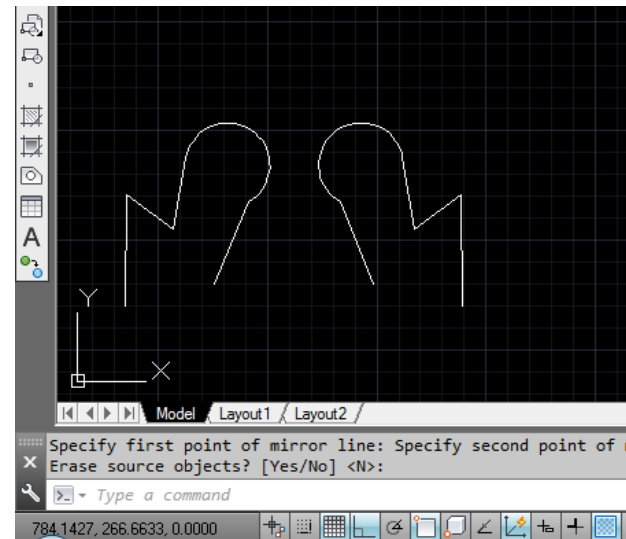 A
Y
X
Model Layout1 Layout2
Specify first point of mirror line: Specify second point of
Erase source objects? [Yes/No] <N>:
Type a command
784.1427, 266.6633, 0.0000